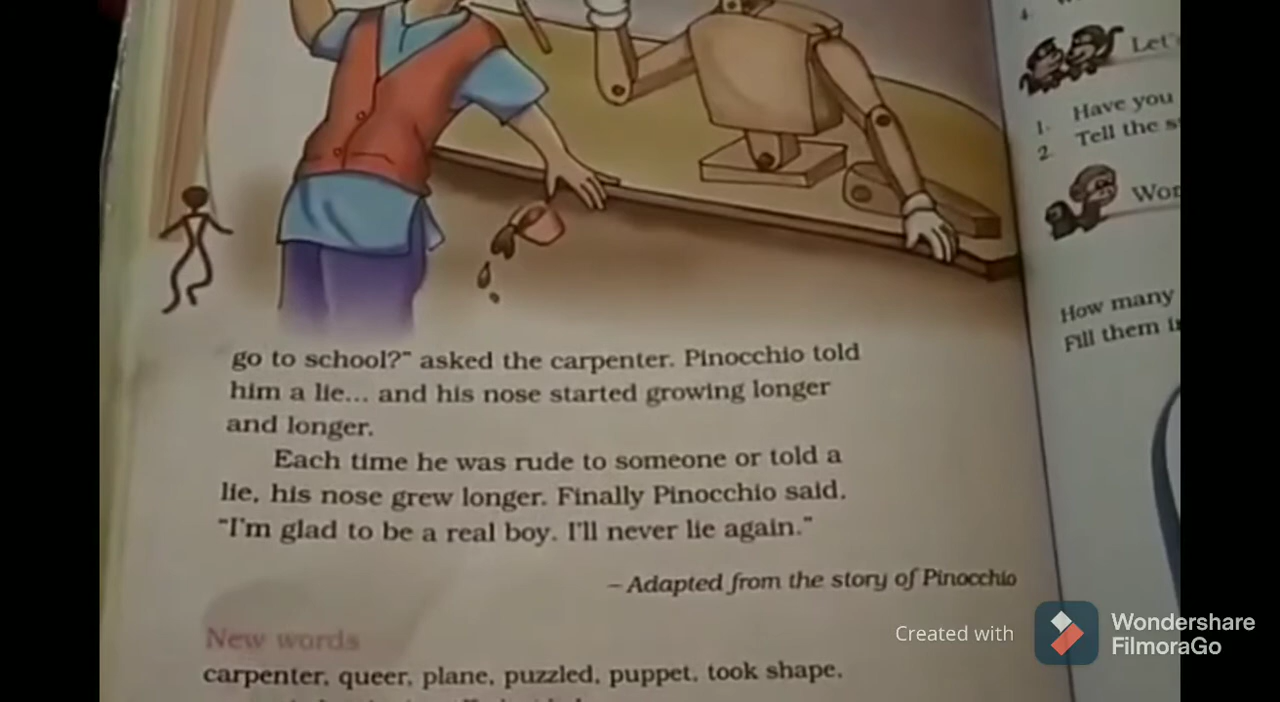 go to school?" asked the carpenter. Pinocchio told
him a lie... and his nose started growing longer
and longer.
Each time he was rude to someone or told a
lie, his nose grew longer. Finally Pinocchio said,
"I'm glad to be a real boy. I'll never lie again."
– Adapted from the story of Pinocchio
New words
carpenter, queer, plane, puzzled, puppet, took shape,
4.
1. Have you
2. Tell the
How many
Fill them
Created with
Wondershare
FilmoraGo